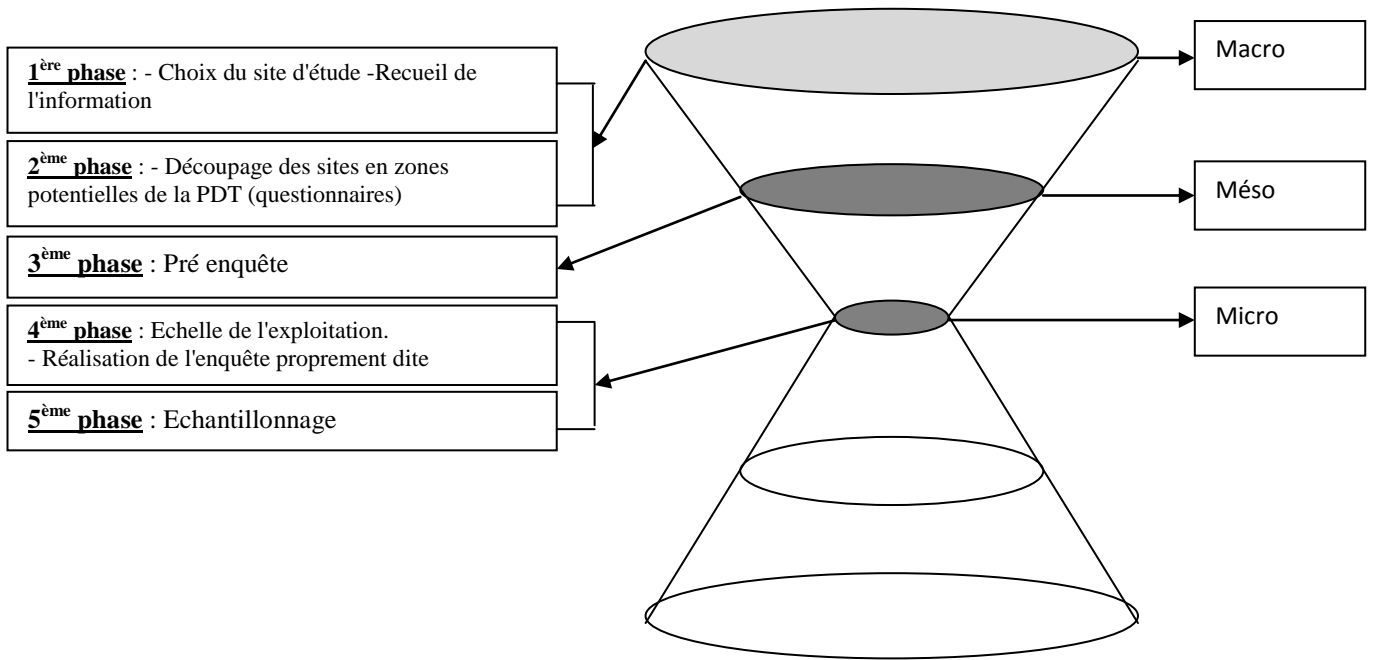 1ère phase : - Choix du site d'étude -Recueil de
l'information
2ème phase : - Découpage des sites en zones
potentielles de la PDT (questionnaires)
3ème phase : Pré enquête
4ème phase : Echelle de l'exploitation.
- Réalisation de l'enquête proprement dite
5ème phase : Echantillonnage
Macro
Méso
Micro